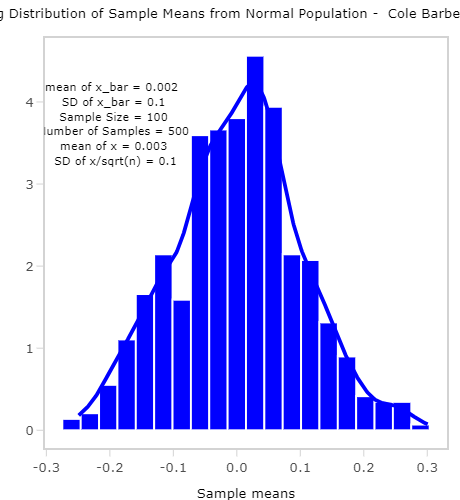 Distribution of Sample Means from Normal Population - Cole Barbe
mean of x_bar = 0.002
SD of x_bar = 0.1
Sample Size = 100
umber of Samples = 500
mean of x = 0.003
SD of x/sqrt(n) = 0.1
4
3
2
1
0
-0.3 -0.2 -0.1 0.0 0.1 0.2 0.3
Sample means